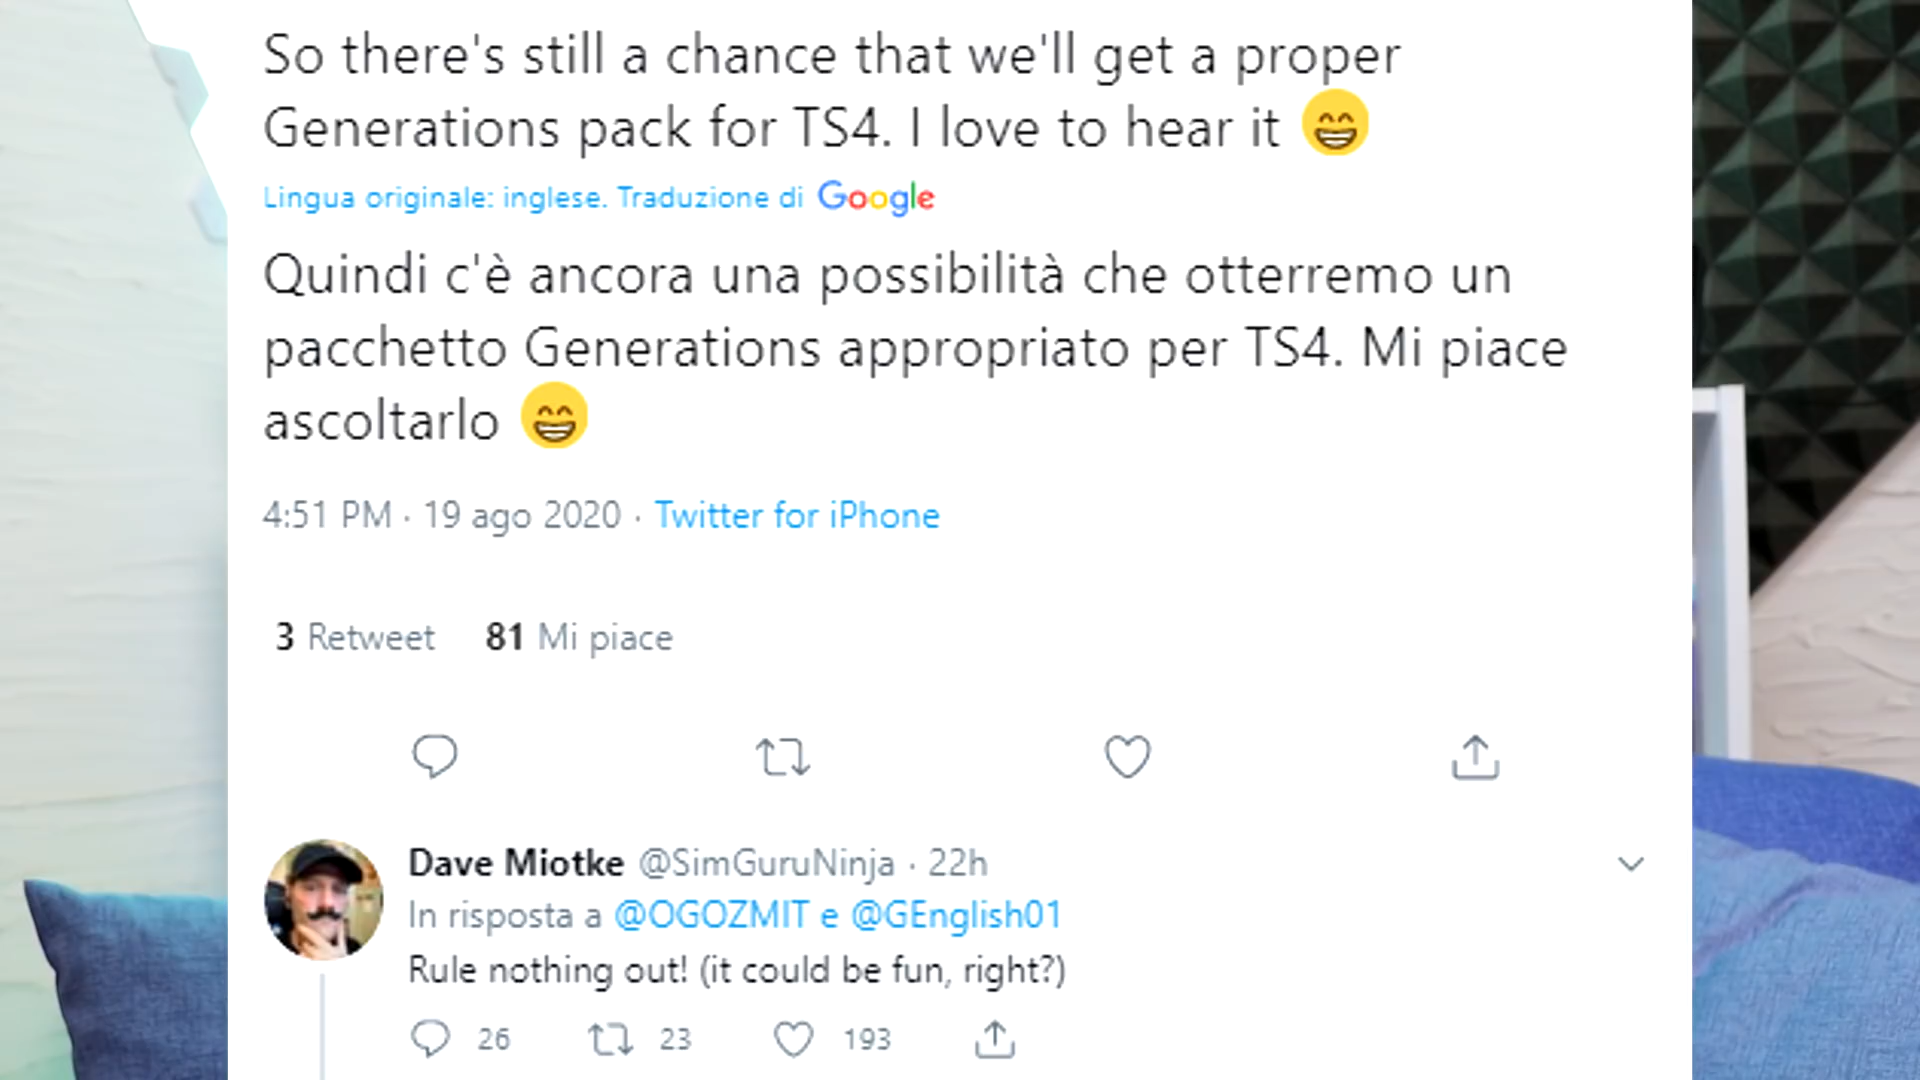 So there's still a chance that we'll get a proper
Generations pack for TS4. I love to hear it 😁
Lingua originale: inglese. Traduzione di Google
Quindi c'è ancora una possibilità che otterremo un
pacchetto Generations appropriato per TS4. Mi piace
ascoltarlo 😁
4:51 PM · 19 ago 2020 · Twitter for iPhone
3 Retweet 81 Mi piace
Dave Miotke @SimGuruNinja · 22h
In risposta a @OGOZMIT e @GEnglish01
Rule nothing out! (it could be fun, right?)
26 23 193